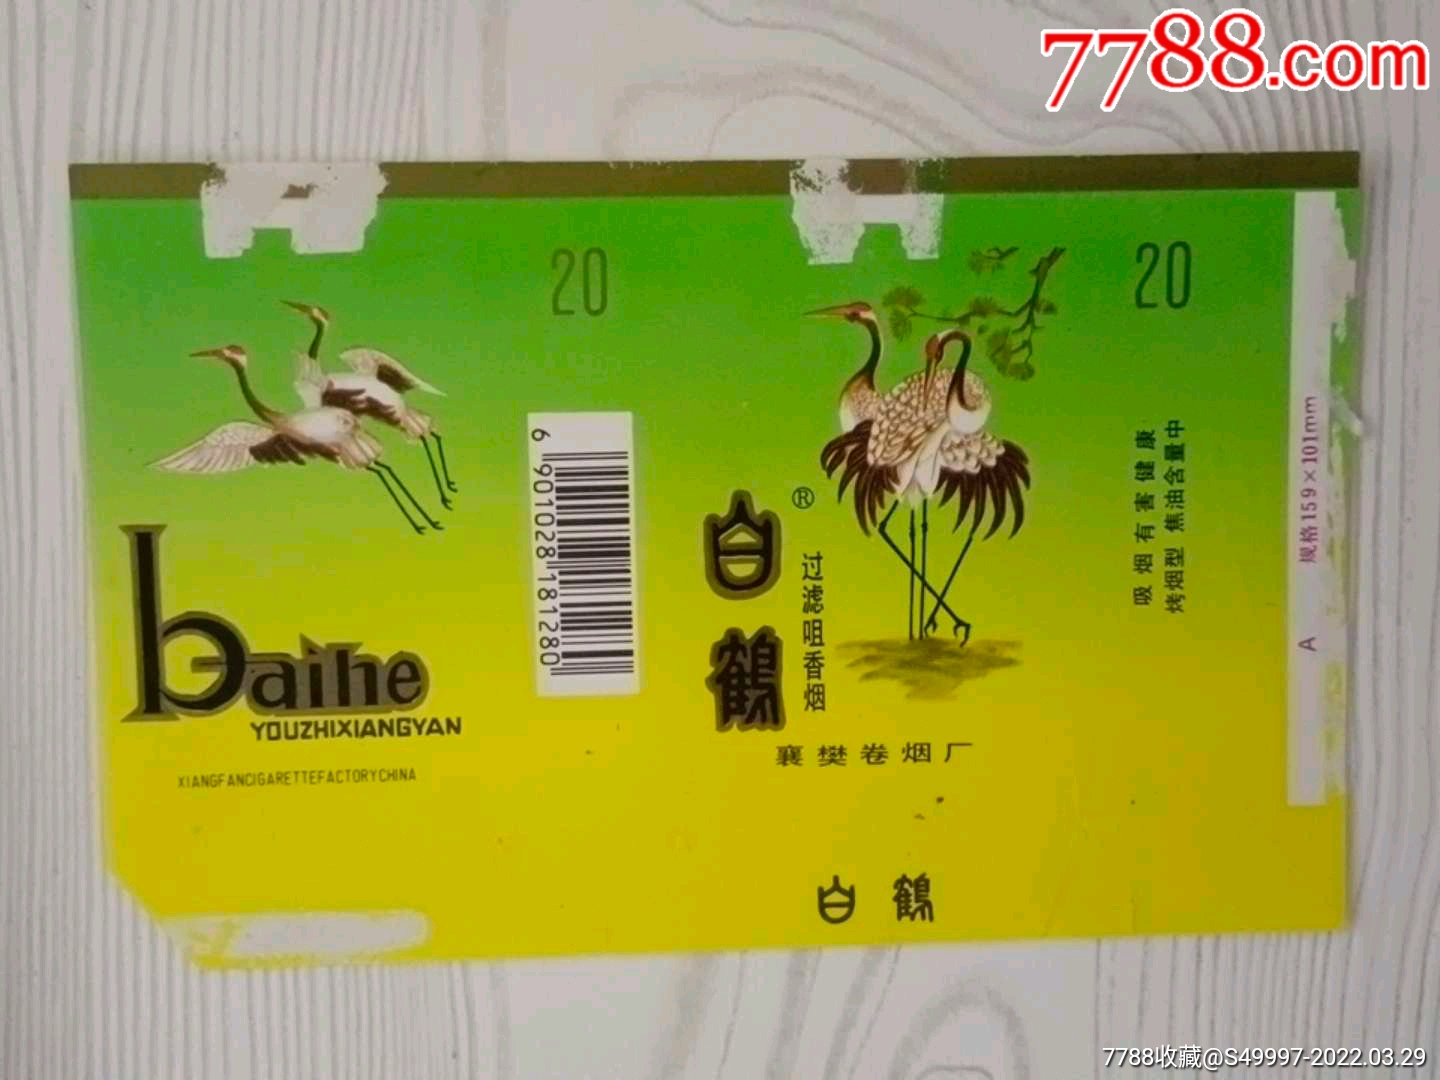 7788.com
20
20
6 901028 181280
baihe
YOUZHIXIANGYAN
XIANGFANCIGARETTEFACTORYCHINA
白鹤®
过滤咀香烟
襄樊卷烟厂
白鹤
吸烟有害健康
烤烟型 焦油含量中
A 规格159×101mm
7788收藏@S49997-2022.03.29